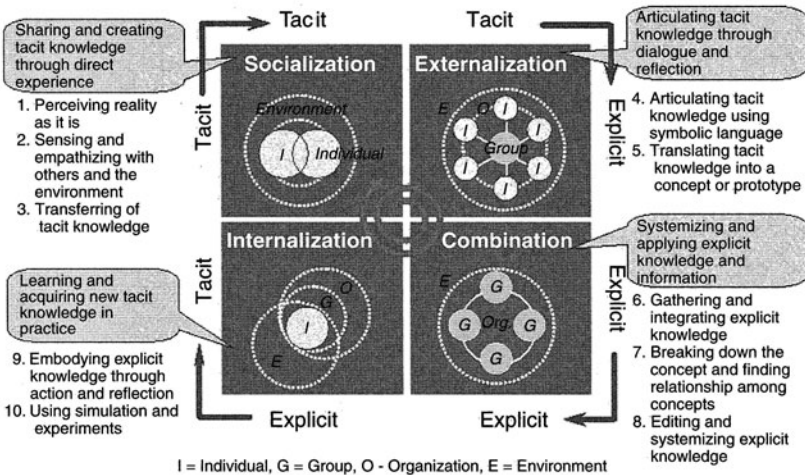 Sharing and creating
tacit knowledge
through direct
experience
1. Perceiving reality
as it is
2. Sensing and
empathizing with
others and the
environment
3. Transferring of
tacit knowledge
Tacit
Tacit
Socialization
Environment
I
Individual
Tacit
Externalization
E
O
I
I
I
Group
I
I
I
Explicit
Articulating tacit
knowledge through
dialogue and
reflection
4. Articulating tacit
knowledge using
symbolic language
5. Translating tacit
knowledge into a
concept or prototype
Learning and
acquiring new tacit
knowledge in
practice
9. Embodying explicit
knowledge through
action and reflection
10. Using simulation and
experiments
Tacit
Internalization
O
G
I
E
Explicit
Combination
E
G
G
Org.
G
G
Explicit
Explicit
Systemizing and
applying explicit
knowledge and
information
6. Gathering and
integrating explicit
knowledge
7. Breaking down the
concept and finding
relationship among
concepts
8. Editing and
systemizing explicit
knowledge
I = Individual, G = Group, O - Organization, E = Environment